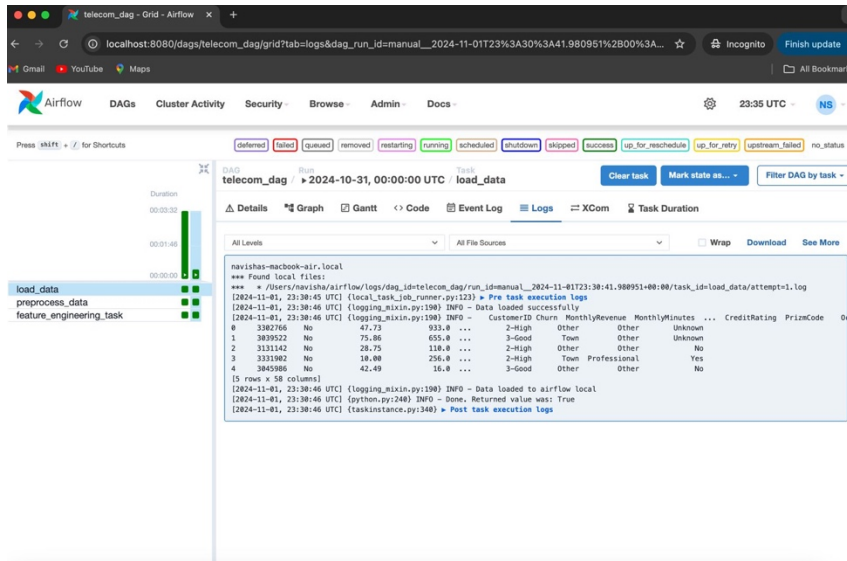 telecom_dag - Grid - Airflow
localhost:8080/dags/telecom_dag/grid?tab=logs&dag_run_id=manual__2024-11-01T23%3A30%3A41.980951%2B00%3A...
Incognito
Finish update
Gmail
YouTube
Maps
All Bookmar
Airflow
DAGs
Cluster Activity
Security
Browse
Admin
Docs
23:35 UTC
NS
Press shift + / for Shortcuts
deferred failed queued removed restarting running scheduled shutdown skipped success up_for_reschedule up_for_retry upstream_failed no_status
DAG Run Task
telecom_dag / 2024-10-31, 00:00:00 UTC / load_data
Clear task
Mark state as...
Filter DAG by task
Duration
00:03:32
00:01:46
00:00:00
load_data
preprocess_data
feature_engineering_task
Details Graph Gantt <> Code Event Log Logs XCom Task Duration
All Levels
All File Sources
Wrap
Download
See More
navishas-macbook-air.local
*** Found local files:
*** * /Users/navisha/airflow/logs/dag_id=telecom_dag/run_id=manual__2024-11-01T23:30:41.980951+00:00/task_id=load_data/attempt=1.log
[2024-11-01, 23:30:45 UTC] {local_task_job_runner.py:123} ▶ Pre task execution logs
[2024-11-01, 23:30:46 UTC] {logging_mixin.py:190} INFO - Data loaded successfully
[2024-11-01, 23:30:46 UTC] {logging_mixin.py:190} INFO - CustomerID Churn MonthlyRevenue MonthlyMinutes ... CreditRating PrizmCode Oc
0 3302766 No 47.73 933.0 ... 2-High Other Other Unknown
1 3039522 No 75.86 655.0 ... 3-Good Town Other Unknown
2 3131142 No 28.75 110.0 ... 2-High Other Other No
3 3331902 No 10.00 256.0 ... 2-High Town Professional Yes
4 3045986 No 42.49 16.0 ... 3-Good Other Other No
[5 rows x 58 columns]
[2024-11-01, 23:30:46 UTC] {logging_mixin.py:190} INFO - Data loaded to airflow local
[2024-11-01, 23:30:46 UTC] {python.py:240} INFO - Done. Returned value was: True
[2024-11-01, 23:30:46 UTC] {taskinstance.py:340} ▶ Post task execution logs